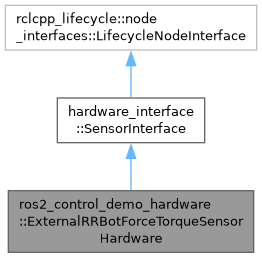 rclcpp_lifecycle::node
_interfaces::LifecycleNodeInterface
hardware_interface
::SensorInterface
ros2_control_demo_hardware
::ExternalRRBotForceTorqueSensor
Hardware